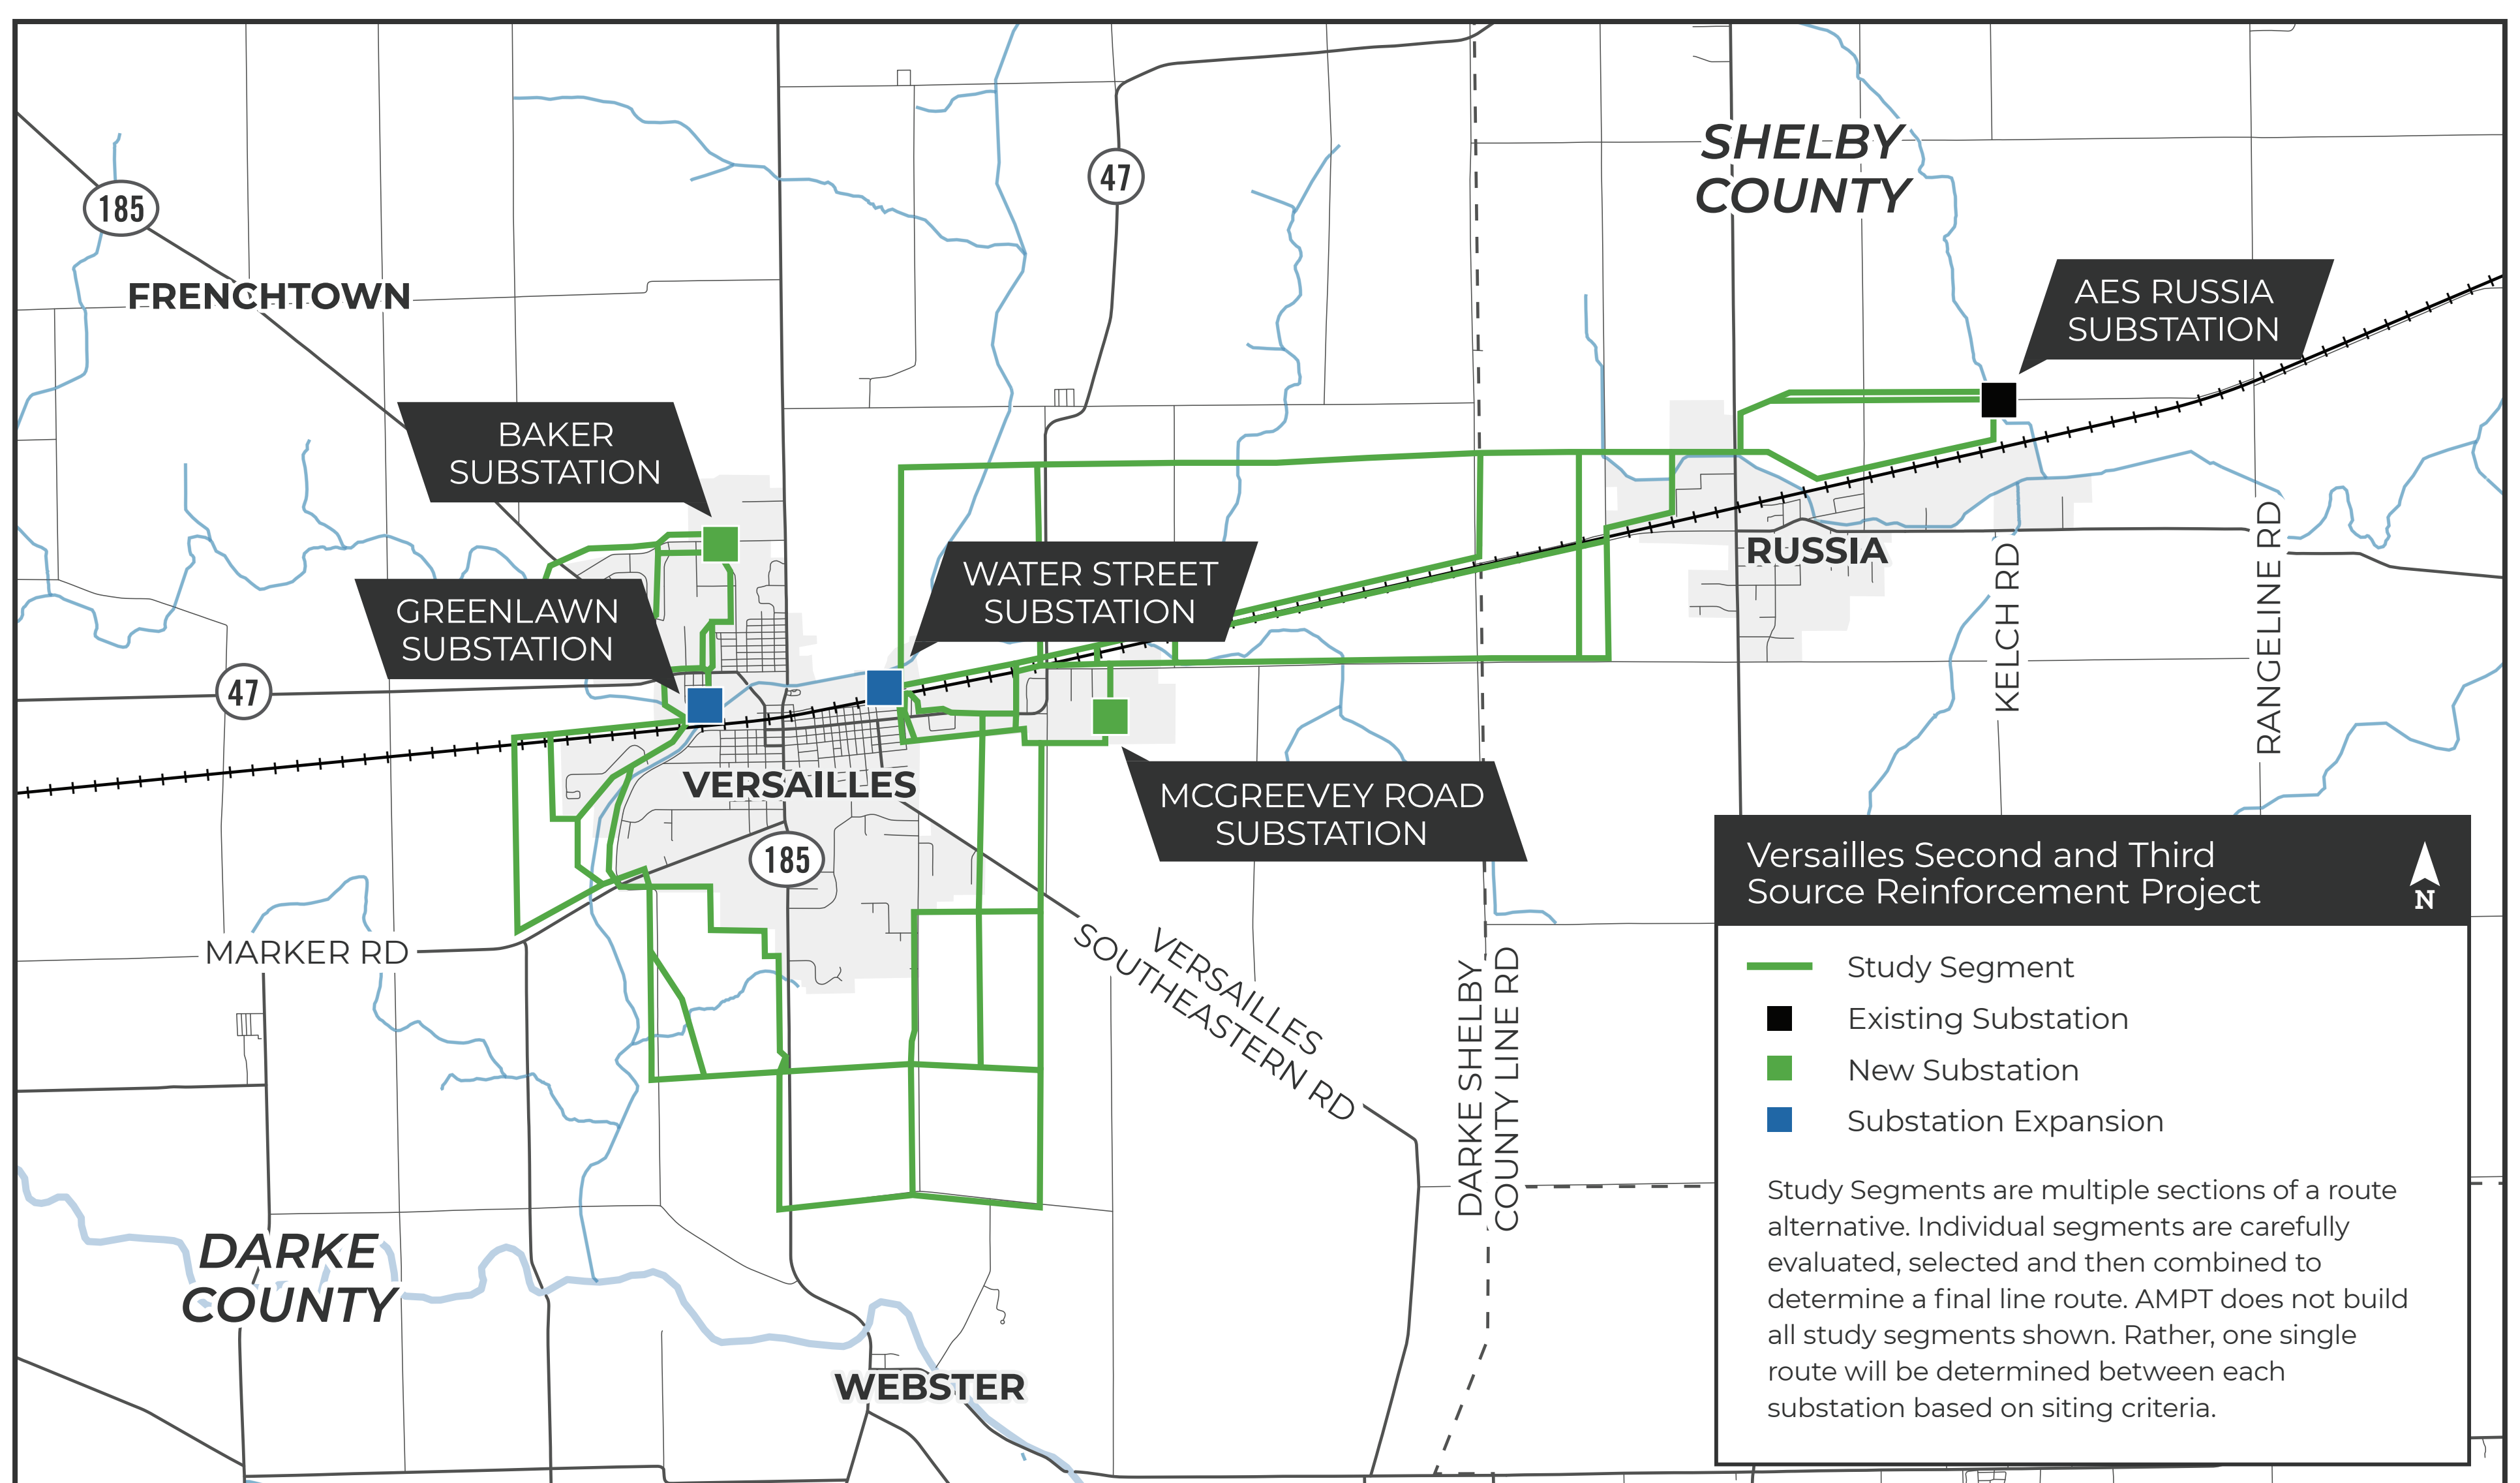 SHELBY
COUNTY
47
185
FRENCHTOWN
AES RUSSIA
SUBSTATION
BAKER
SUBSTATION
WATER STREET
SUBSTATION
RUSSIA
GREENLAWN
SUBSTATION
KELCH RD
RANGELINE RD
47
VERSAILLES
MCGREEVEY ROAD
SUBSTATION
185
MARKER RD
VERSAILLES
SOUTHEASTERN RD
DARKE SHELBY
COUNTY LINE RD
DARKE
COUNTY
WEBSTER
Versailles Second and Third
Source Reinforcement Project
N
Study Segment
Existing Substation
New Substation
Substation Expansion
Study Segments are multiple sections of a route
alternative. Individual segments are carefully
evaluated, selected and then combined to
determine a final line route. AMPT does not build
all study segments shown. Rather, one single
route will be determined between each
substation based on siting criteria.